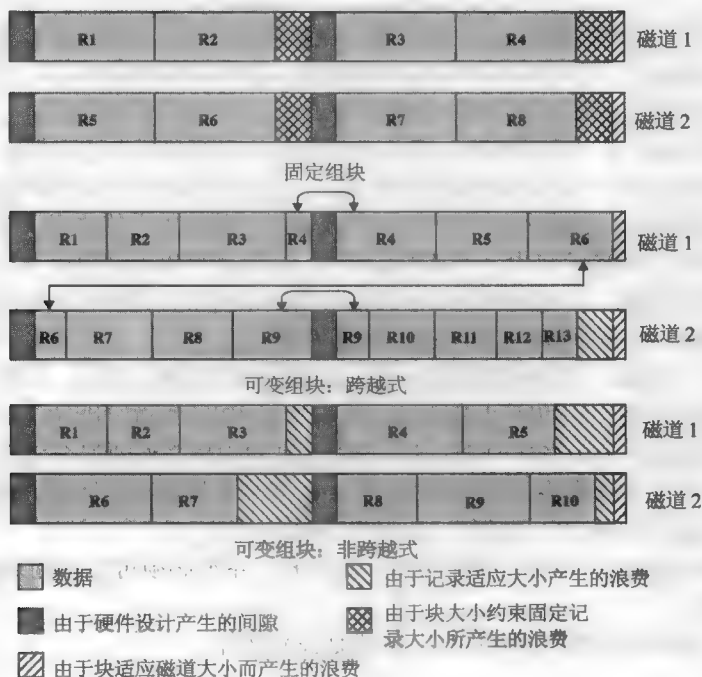 R1 R2 R3 R4 磁道 1
R5 R6 R7 R8 磁道 2
固定组块
R1 R2 R3 R4 R4 R5 R6 磁道 1
R6 R7 R8 R9 R9 R10 R11 R12 R13 磁道 2
可变组块：跨越式
R1 R2 R3 R4 R5 磁道 1
R6 R7 R8 R9 R10 磁道 2
可变组块：非跨越式
数据
由于记录适应大小产生的浪费
由于硬件设计产生的间隙
由于块大小约束固定记
录大小所产生的浪费
由于块适应磁道大小而产生的浪费